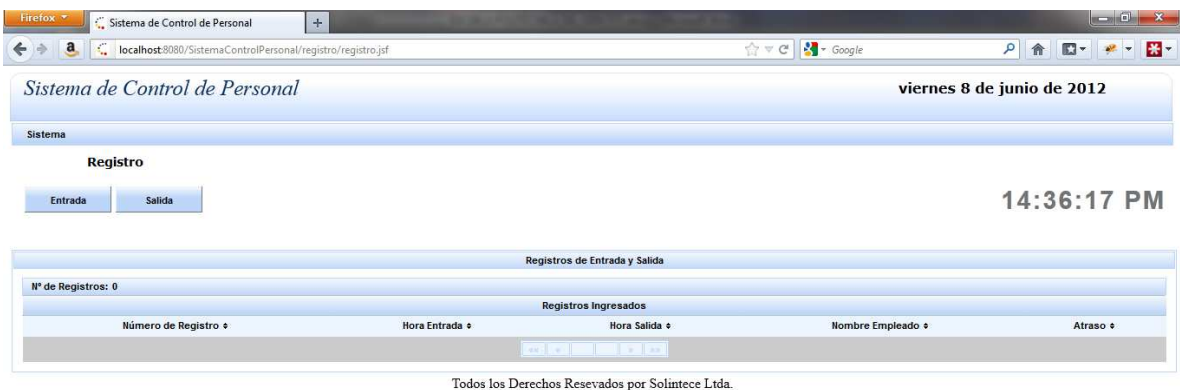 Firefox
Sistema de Control de Personal
localhost:8080/SistemaControlPersonal/registro/registro.jsf
Google
Sistema de Control de Personal
viernes 8 de junio de 2012
Sistema
Registro
Entrada Salida
14:36:17 PM
Registros de Entrada y Salida
Nº de Registros: 0
Registros Ingresados
Número de Registro Hora Entrada Hora Salida Nombre Empleado Atraso
«« « » »»
Todos los Derechos Resevados por Solintece Ltda.